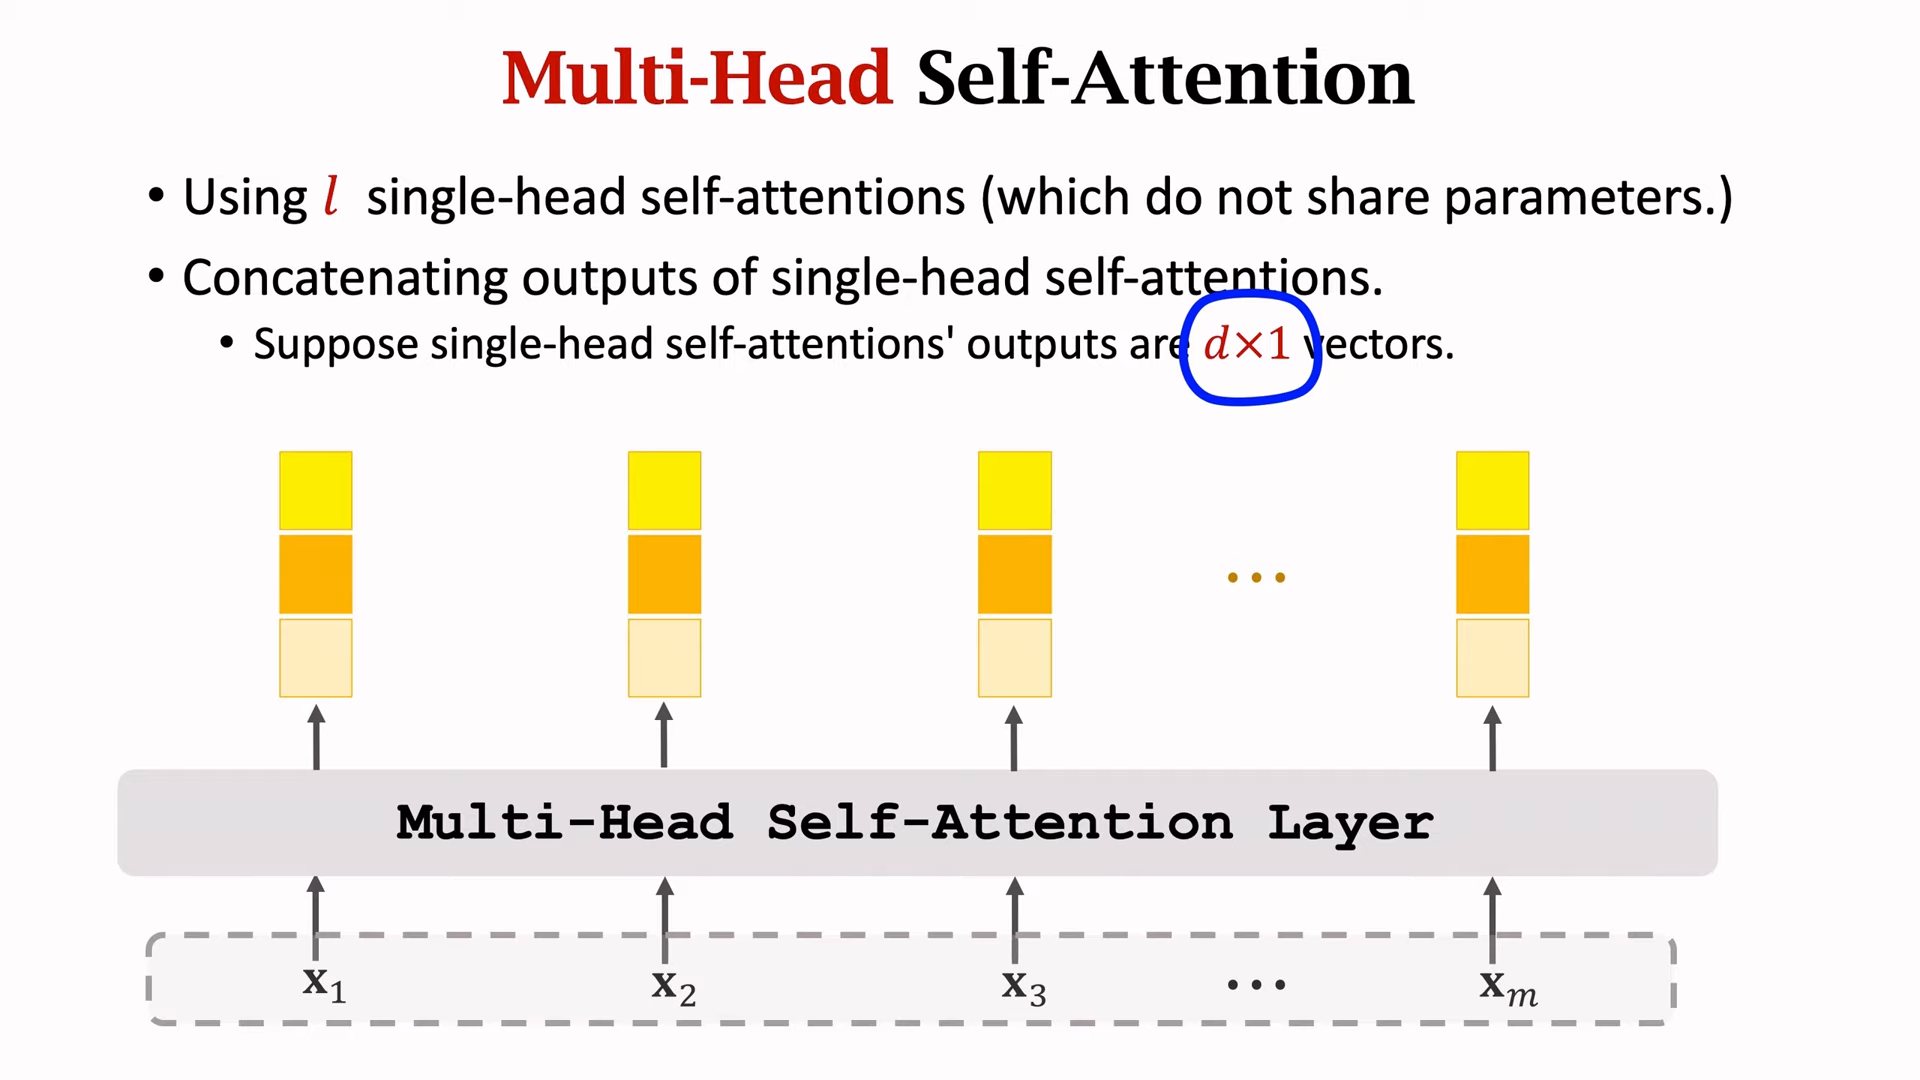 Multi-Head Self-Attention
• Using l single-head self-attentions (which do not share parameters.)
• Concatenating outputs of single-head self-attentions.
• Suppose single-head self-attentions' outputs are d×1 vectors.
...
Multi-Head Self-Attention Layer
x₁ x₂ x₃ ... xₘ